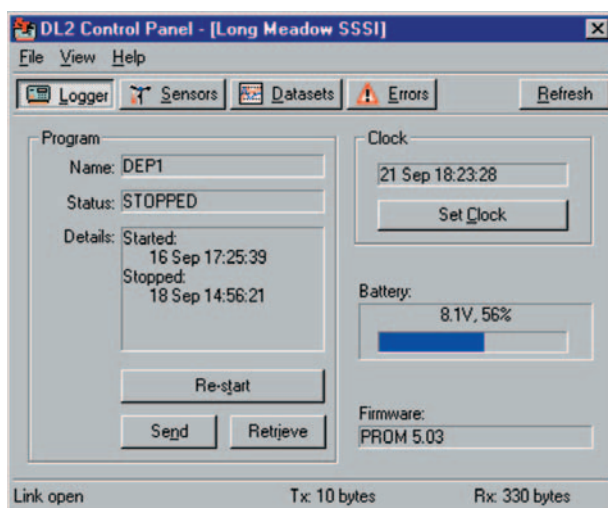 DL2 Control Panel - [Long Meadow SSSI]
File View Help
Logger Sensors Datasets Errors Refresh
Program
Name: DEP1
Status: STOPPED
Details: Started:
16 Sep 17:25:39
Stopped:
18 Sep 14:56:21
Re-start
Send Retrieve
Clock
21 Sep 18:23:28
Set Clock
Battery:
8.1V, 56%
Firmware:
PROM 5.03
Link open Tx: 10 bytes Rx: 330 bytes